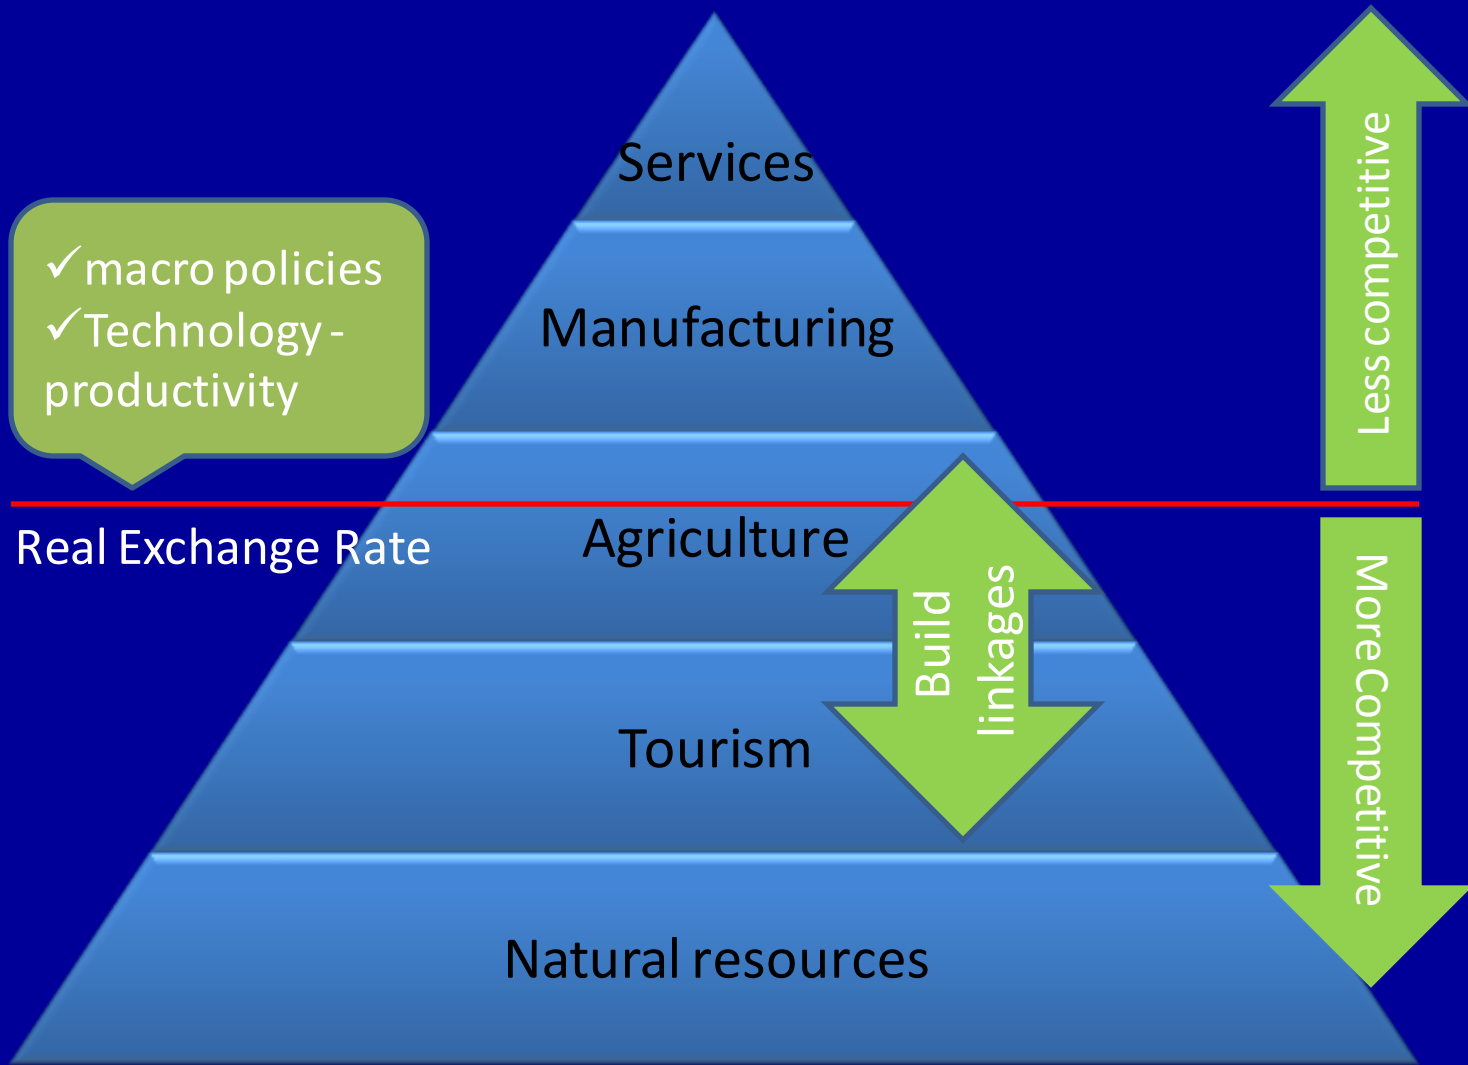 Services
Manufacturing
✓macro policies
✓Technology -
productivity
Real Exchange Rate
Agriculture
Tourism
Natural resources
Build
linkages
Less competitive
More Competitive